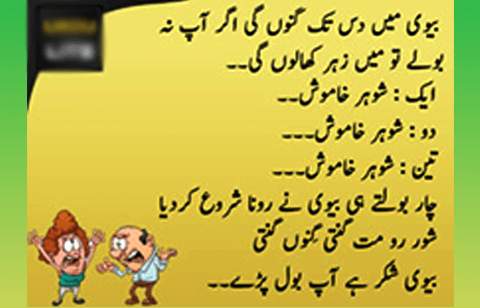 بیوی میں دس تک گنوں گی اگر آپ نہ
بولے تو میں زہر کھالوں گی۔۔
ایک : شوہر خاموش۔۔
دو : شوہر خاموش۔۔۔
تین : شوہر خاموش۔۔۔
چار بولتے ہی بیوی نے رونا شروع کردیا
شور رو مت گنتی گِنوں گنتی
بیوی شکر ہے آپ بول پڑے۔۔